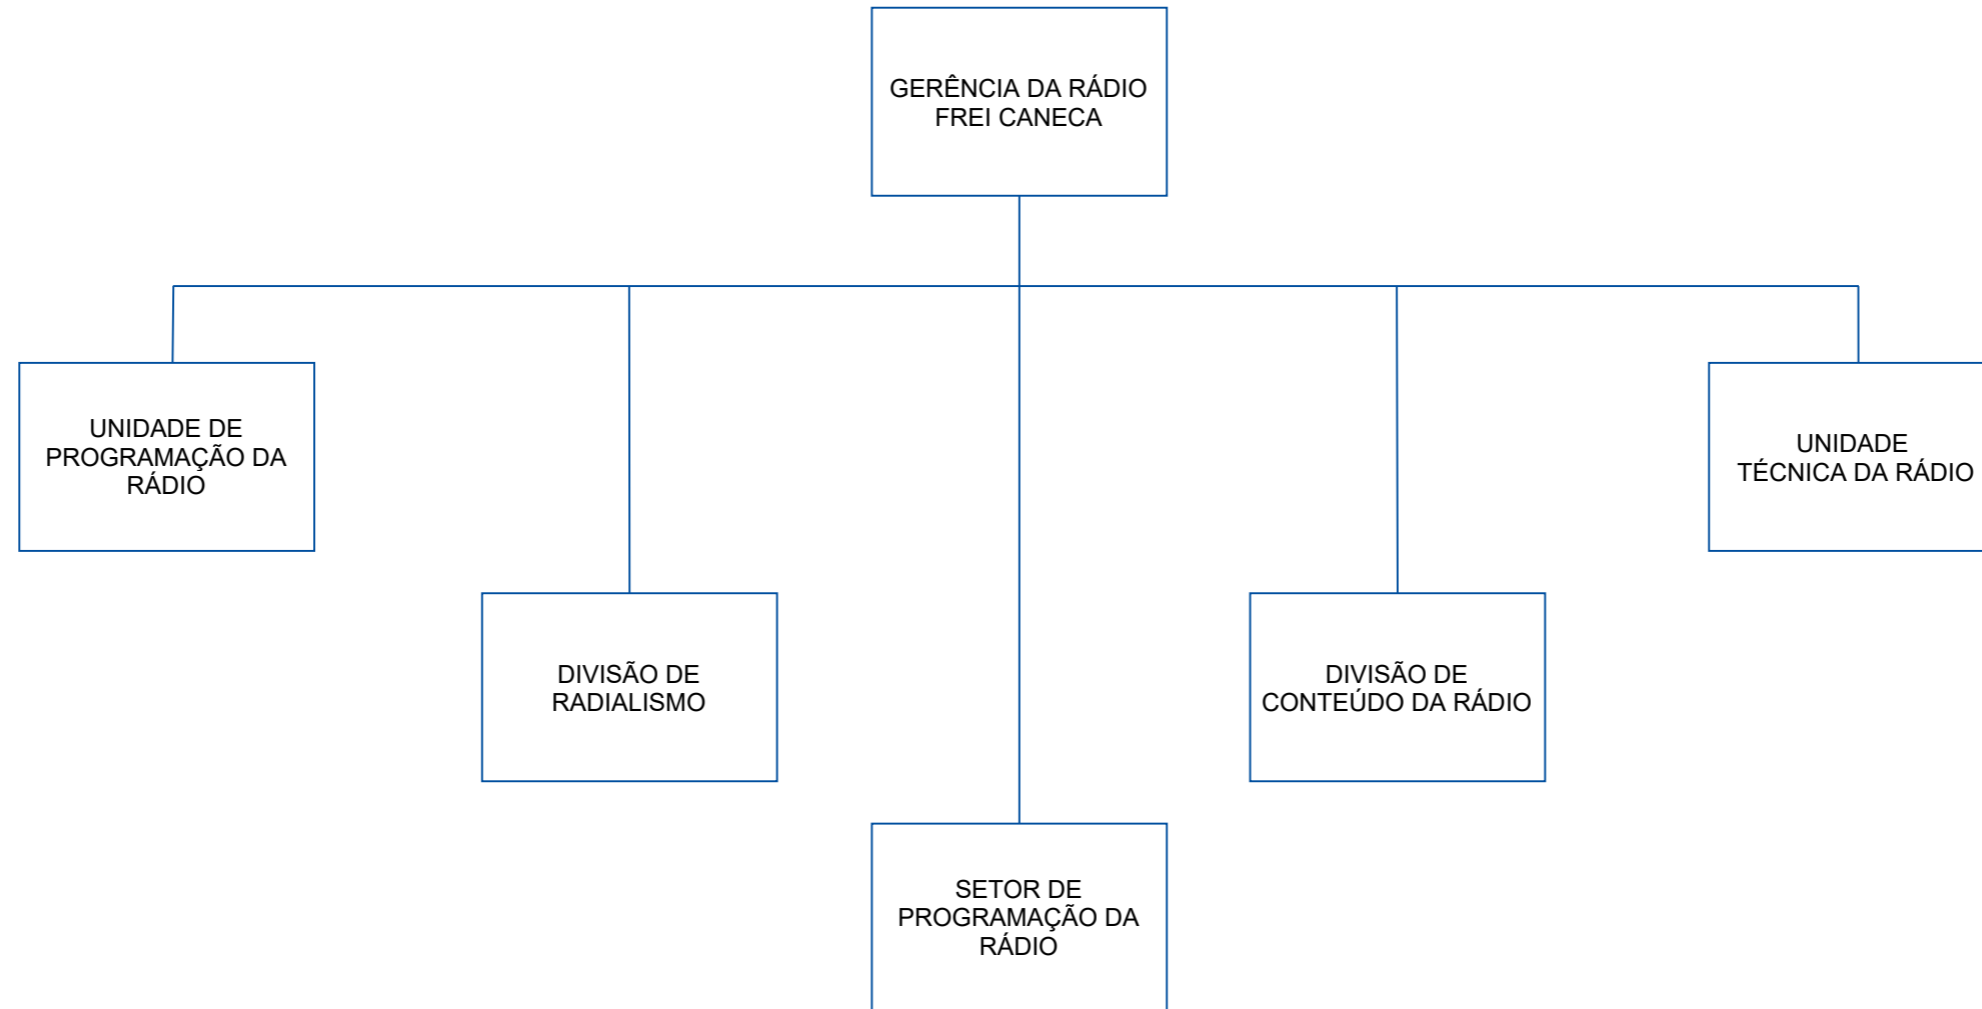 GERÊNCIA DA RÁDIO
FREI CANECA
UNIDADE DE
PROGRAMAÇÃO DA
RÁDIO
UNIDADE
TÉCNICA DA RÁDIO
DIVISÃO DE
RADIALISMO
DIVISÃO DE
CONTEÚDO DA RÁDIO
SETOR DE
PROGRAMAÇÃO DA
RÁDIO